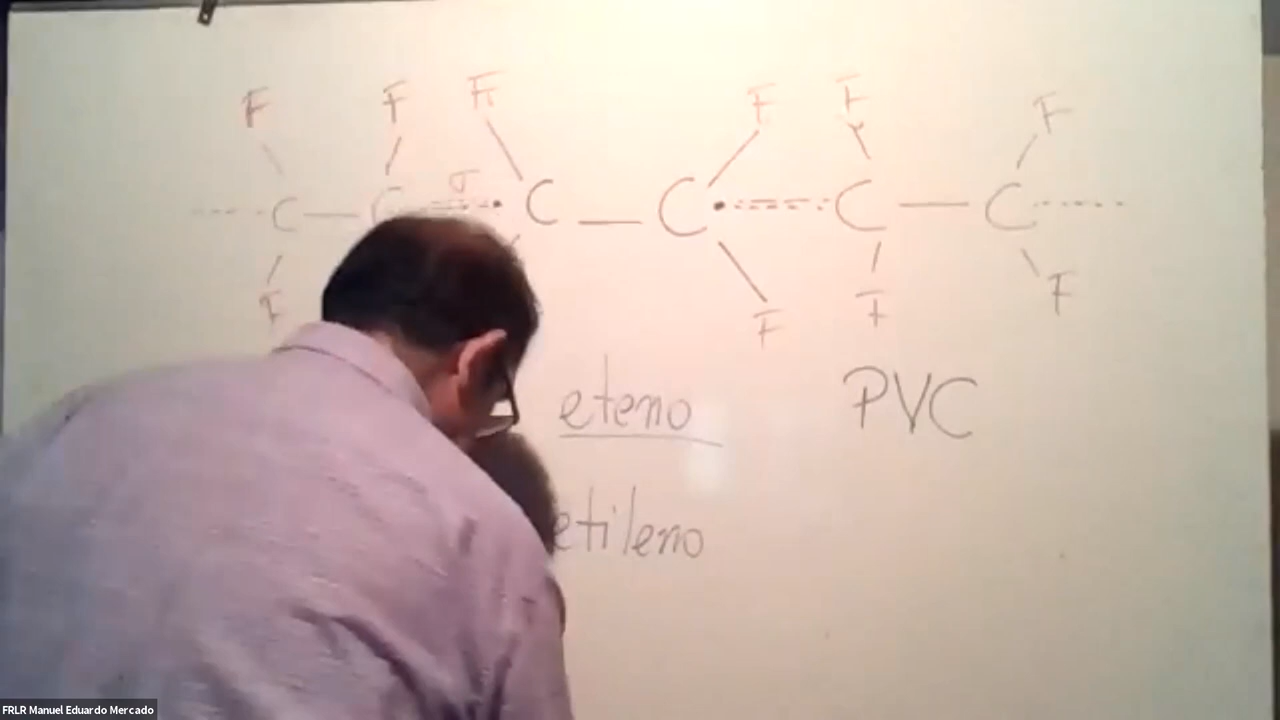 F F F F F F
σ
C — C C — C C — C
F F F F
eteno PVC
etileno
FRLR Manuel Eduardo Mercado